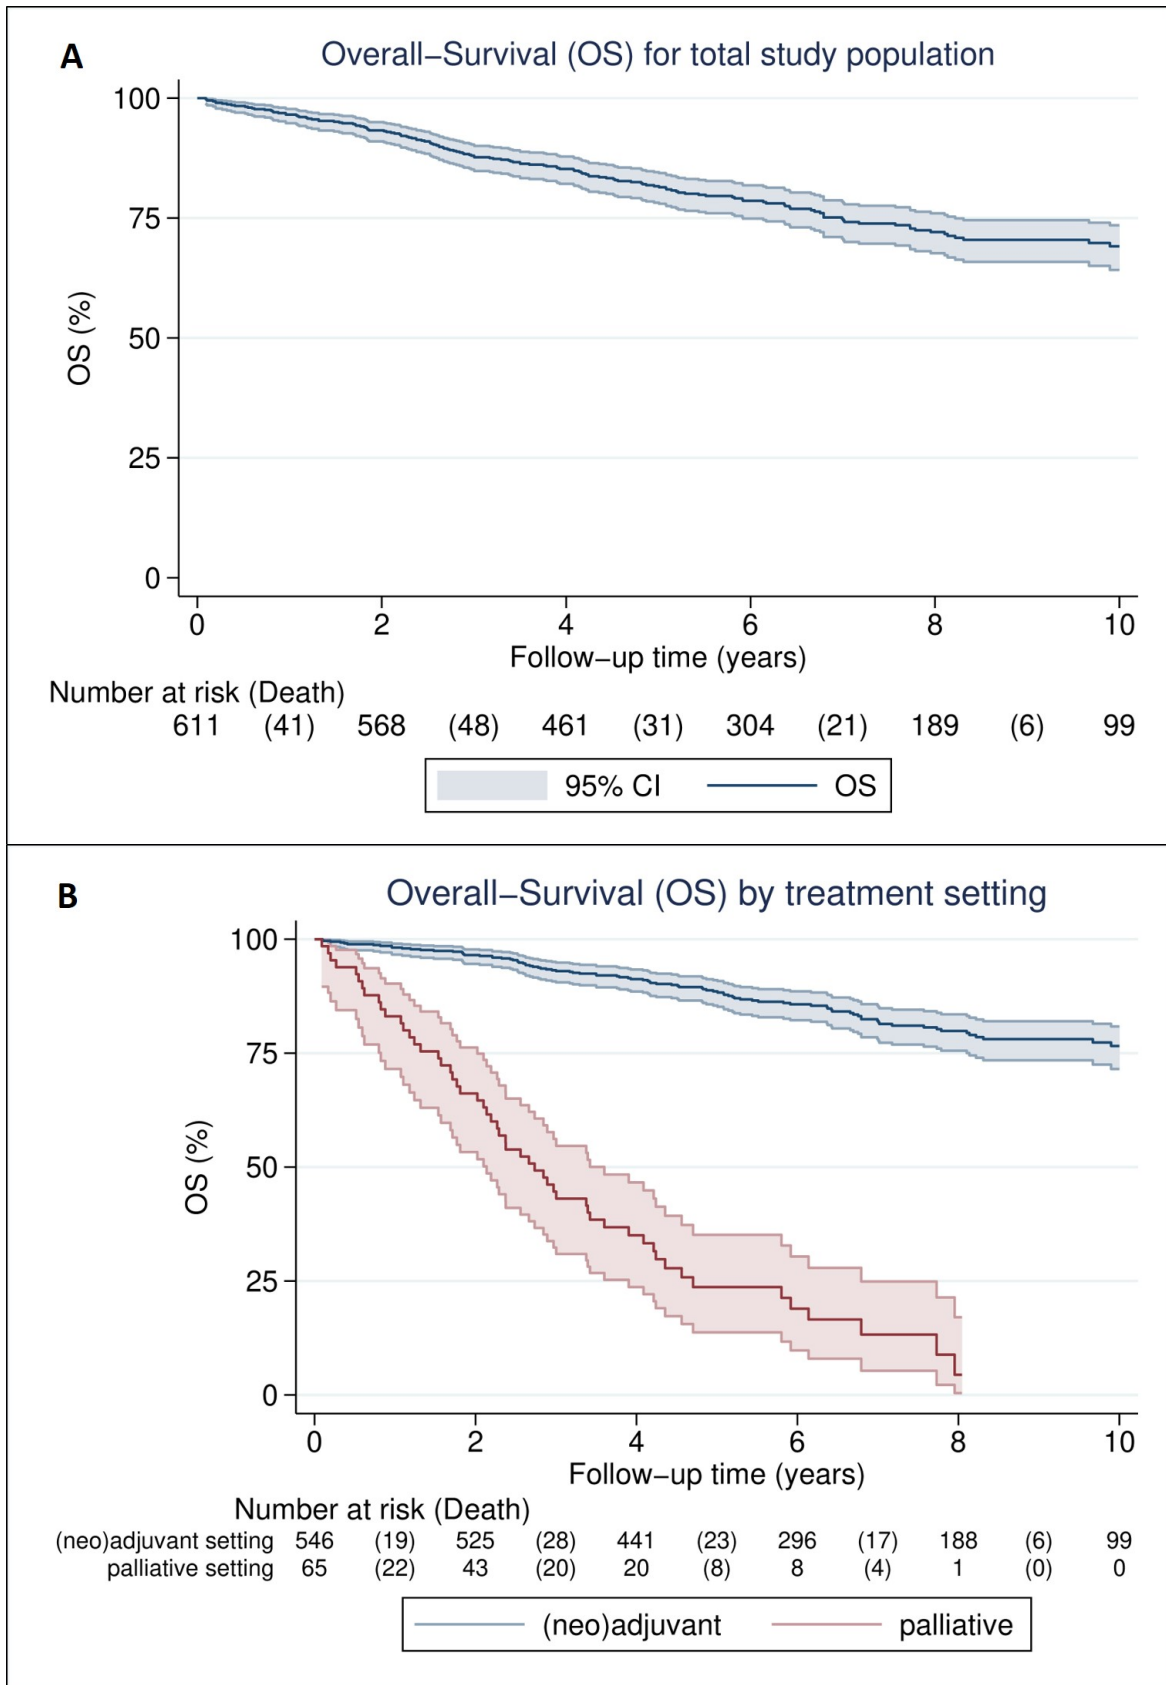 A
Overall–Survival (OS) for total study population
100
75
50
25
0
OS (%)
0 2 4 6 8 10
Follow–up time (years)
Number at risk (Death)
611 (41) 568 (48) 461 (31) 304 (21) 189 (6) 99
95% CI OS
B
Overall–Survival (OS) by treatment setting
100
75
50
25
0
OS (%)
0 2 4 6 8 10
Follow–up time (years)
Number at risk (Death)
(neo)adjuvant setting 546 (19) 525 (28) 441 (23) 296 (17) 188 (6) 99
palliative setting 65 (22) 43 (20) 20 (8) 8 (4) 1 (0) 0
(neo)adjuvant palliative